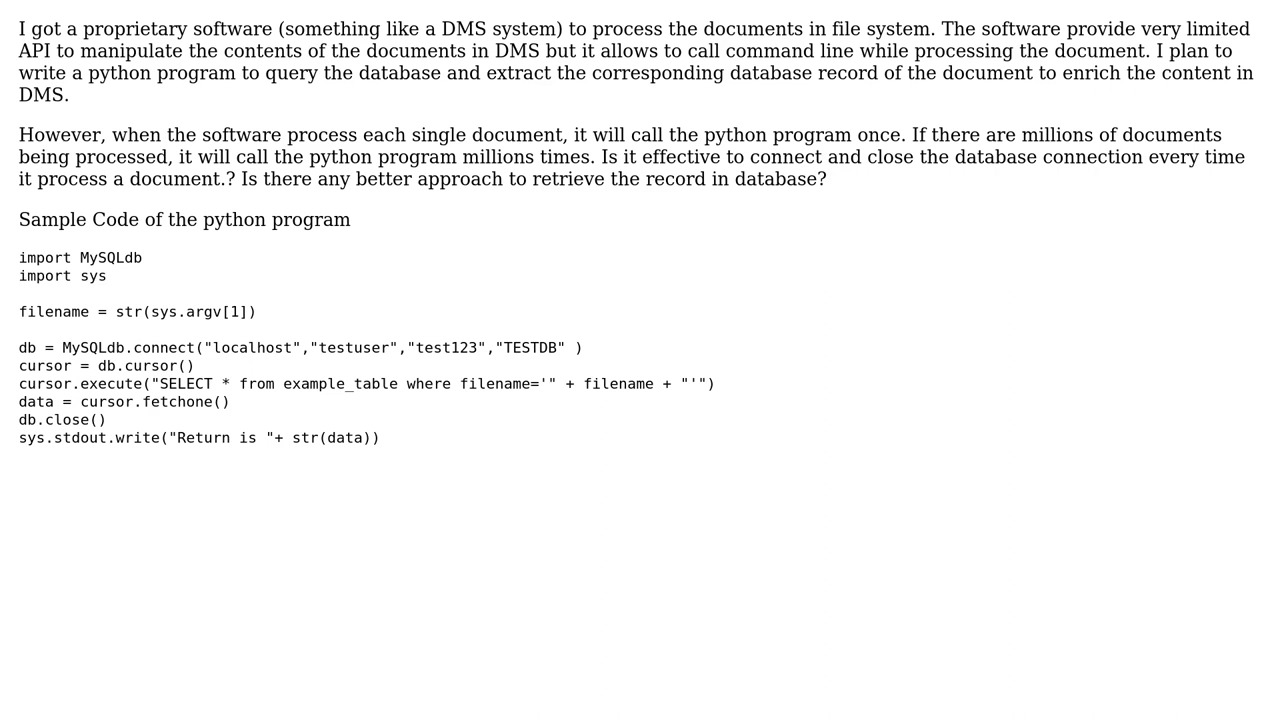 I got a proprietary software (something like a DMS system) to process the documents in file system. The software provide very limited
API to manipulate the contents of the documents in DMS but it allows to call command line while processing the document. I plan to
write a python program to query the database and extract the corresponding database record of the document to enrich the content in
DMS.
However, when the software process each single document, it will call the python program once. If there are millions of documents
being processed, it will call the python program millions times. Is it effective to connect and close the database connection every time
it process a document.? Is there any better approach to retrieve the record in database?
Sample Code of the python program
import MySQLdb
import sys
filename = str(sys.argv[1])
db = MySQLdb.connect("localhost","testuser","test123","TESTDB" )
cursor = db.cursor()
cursor.execute("SELECT * from example_table where filename='" + filename + "'")
data = cursor.fetchone()
db.close()
sys.stdout.write("Return is "+ str(data))